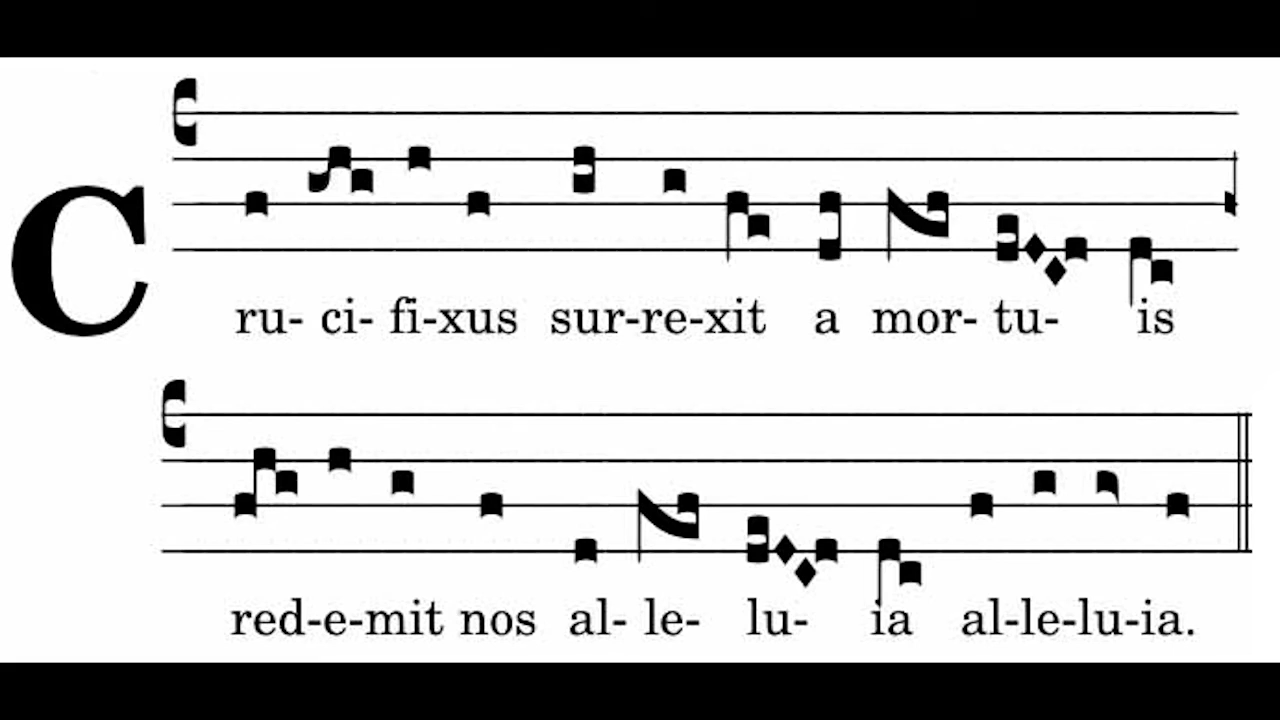 Cru- ci- fi-xus sur-re-xit a mor- tu- is
red-e-mit nos al- le- lu- ia al-le-lu-ia.